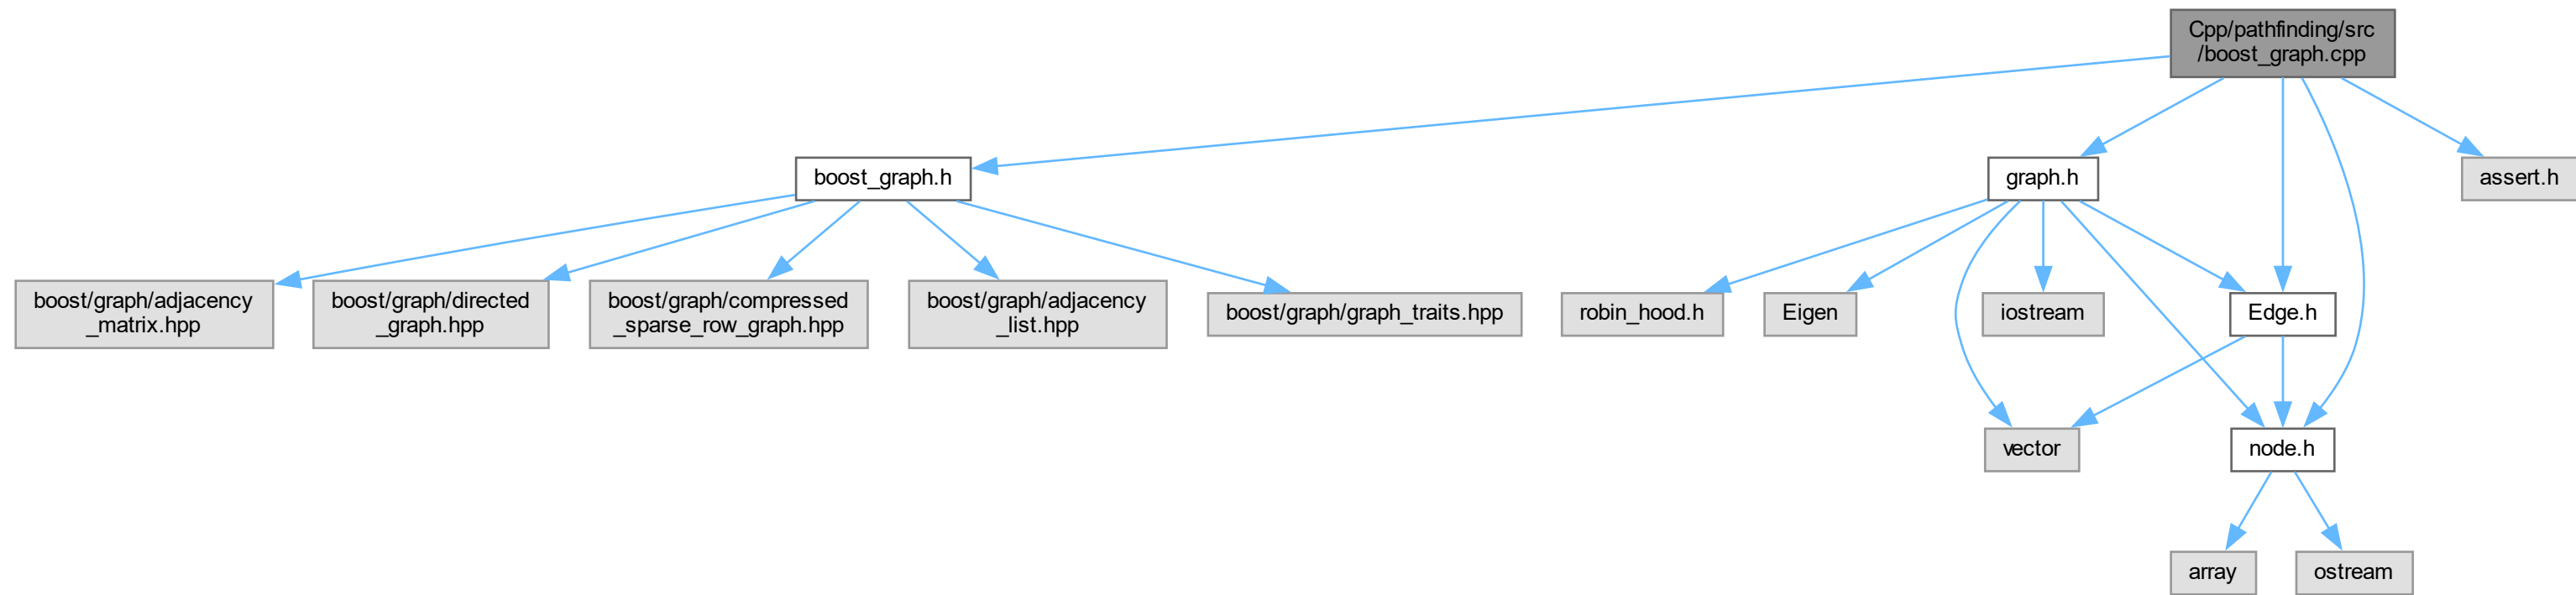 Cpp/pathfinding/src
/boost_graph.cpp
boost_graph.h
graph.h
assert.h
boost/graph/adjacency
_matrix.hpp
boost/graph/directed
_graph.hpp
boost/graph/compressed
_sparse_row_graph.hpp
boost/graph/adjacency
_list.hpp
boost/graph/graph_traits.hpp
robin_hood.h
Eigen
iostream
Edge.h
vector
node.h
array
ostream